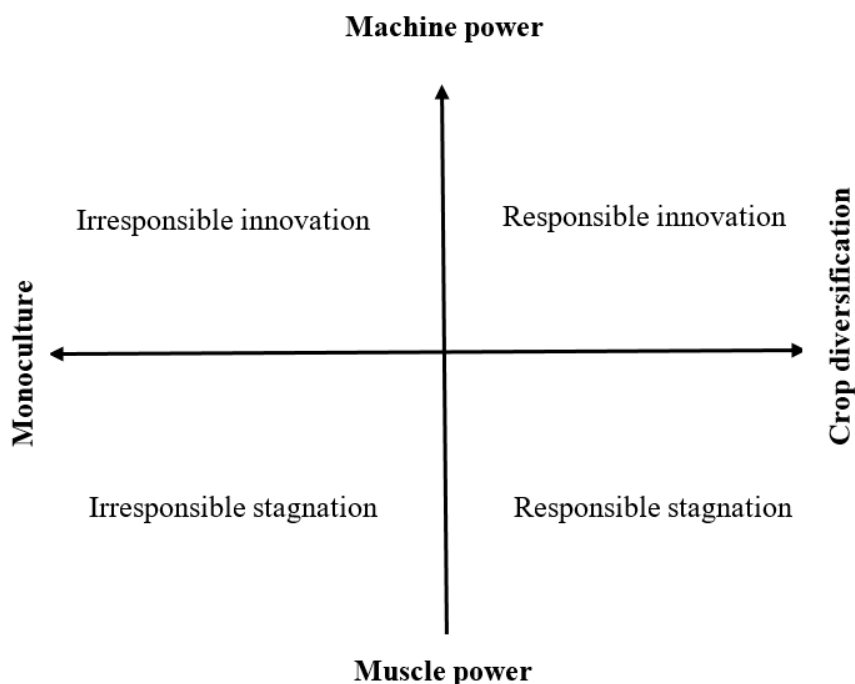 Machine power
Irresponsible innovation
Responsible innovation
Monoculture
Crop diversification
Irresponsible stagnation
Responsible stagnation
Muscle power